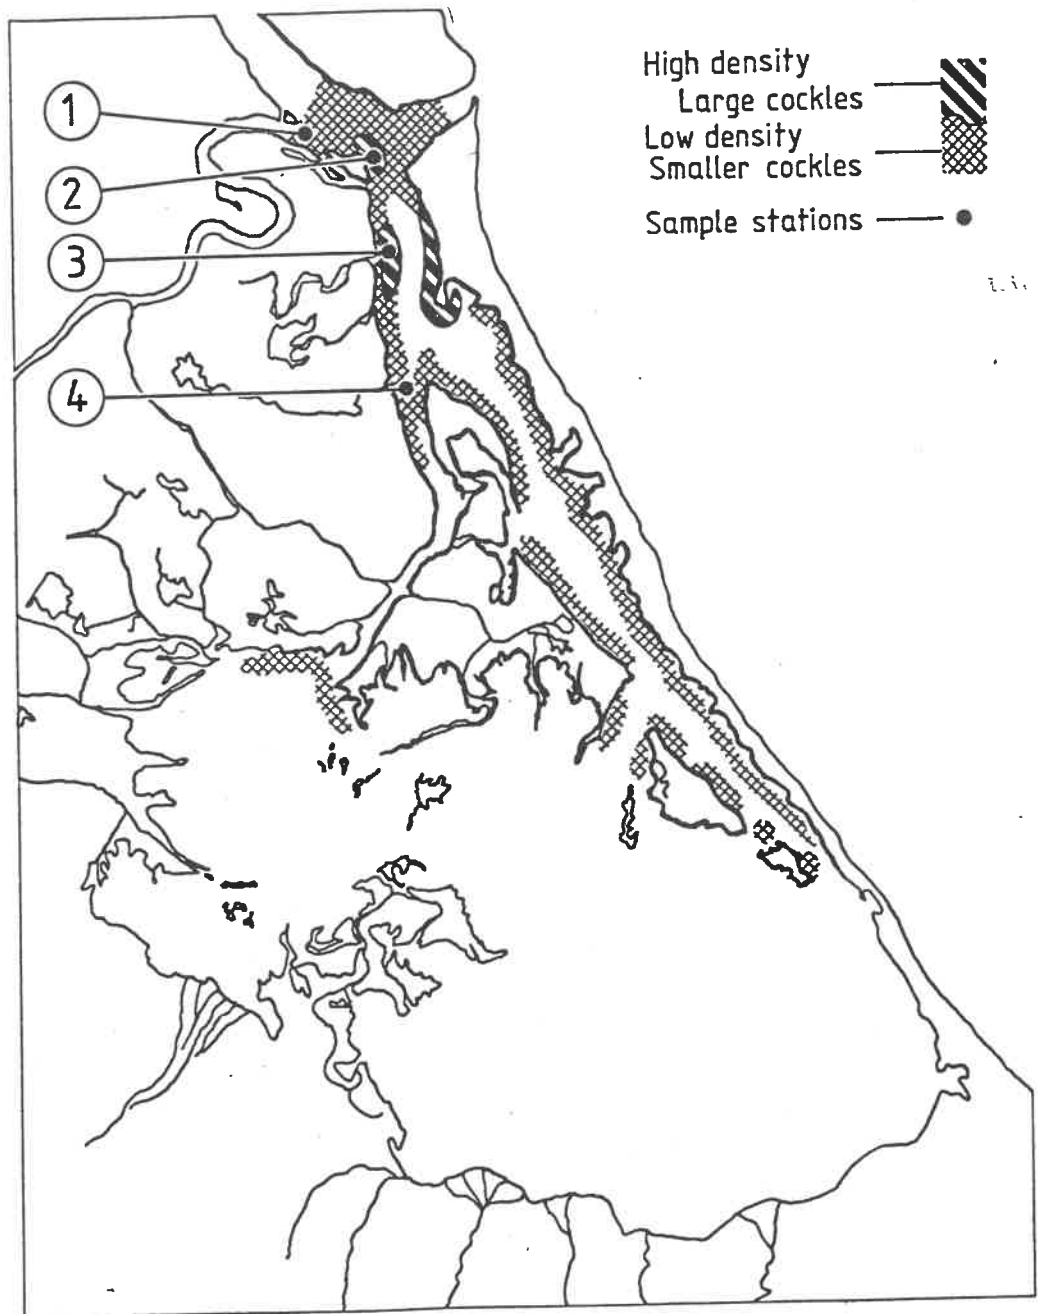 High density
Large cockles
Low density
Smaller cockles
Sample stations
1
2
3
4